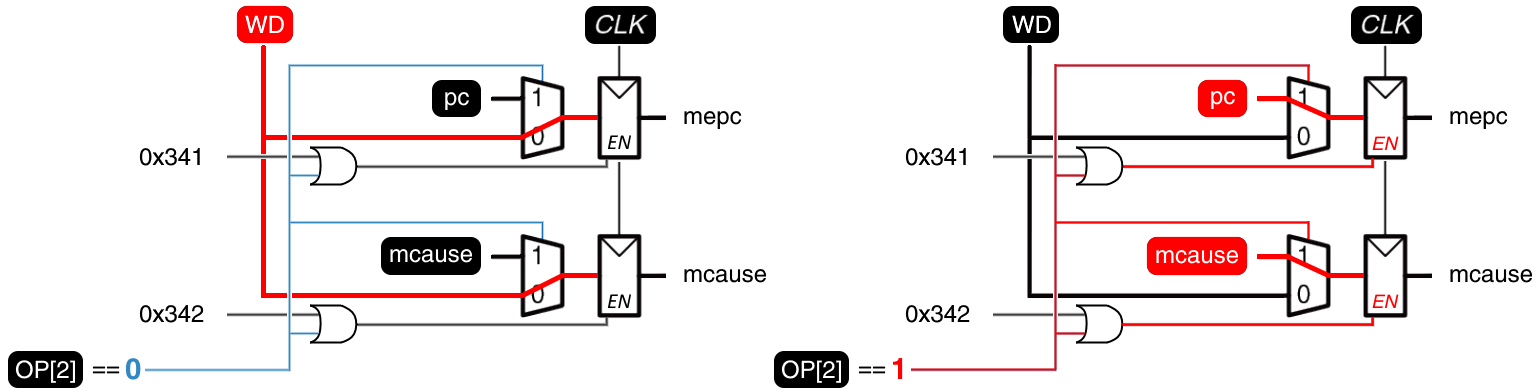 WD CLK
pc 1 mepc
0
0x341 EN
mcause 1
mcause
0
0x342 EN
OP[2] == 0
WD CLK
pc 1 mepc
0
0x341 EN
mcause 1
mcause
0
0x342 EN
OP[2] == 1